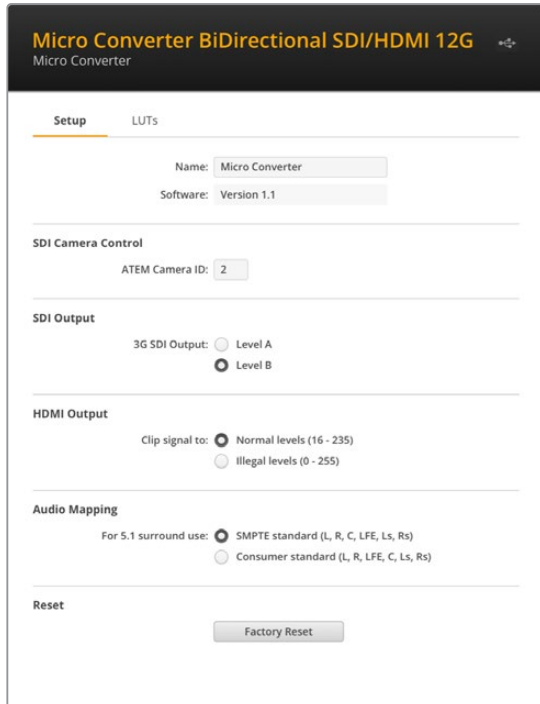 Micro Converter BiDirectional SDI/HDMI 12G
Micro Converter
Setup LUTs
Name: Micro Converter
Software: Version 1.1
SDI Camera Control
ATEM Camera ID: 2
SDI Output
3G SDI Output: Level A
Level B
HDMI Output
Clip signal to: Normal levels (16 - 235)
Illegal levels (0 - 255)
Audio Mapping
For 5.1 surround use: SMPTE standard (L, R, C, LFE, Ls, Rs)
Consumer standard (L, R, LFE, C, Ls, Rs)
Reset
Factory Reset